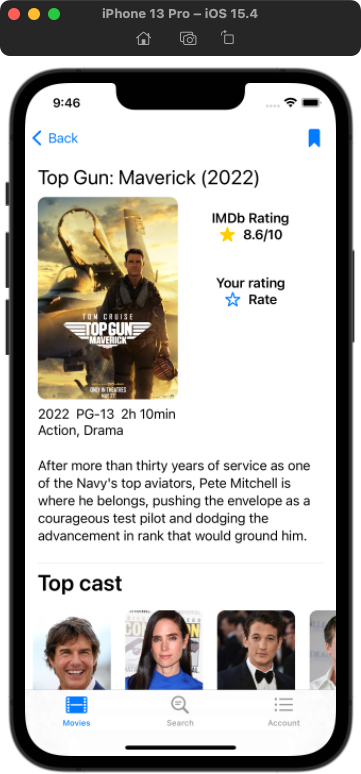 iPhone 13 Pro – iOS 15.4
9:46
Back
Top Gun: Maverick (2022)
IMDb Rating
8.6/10
Your rating
Rate
TOM CRUISE
TOP GUN
MAVERICK
ONLY IN THEATRES
MAY 27
2022 PG-13 2h 10min
Action, Drama
After more than thirty years of service as one
of the Navy's top aviators, Pete Mitchell is
where he belongs, pushing the envelope as a
courageous test pilot and dodging the
advancement in rank that would ground him.
Top cast
Movies
Search
Account